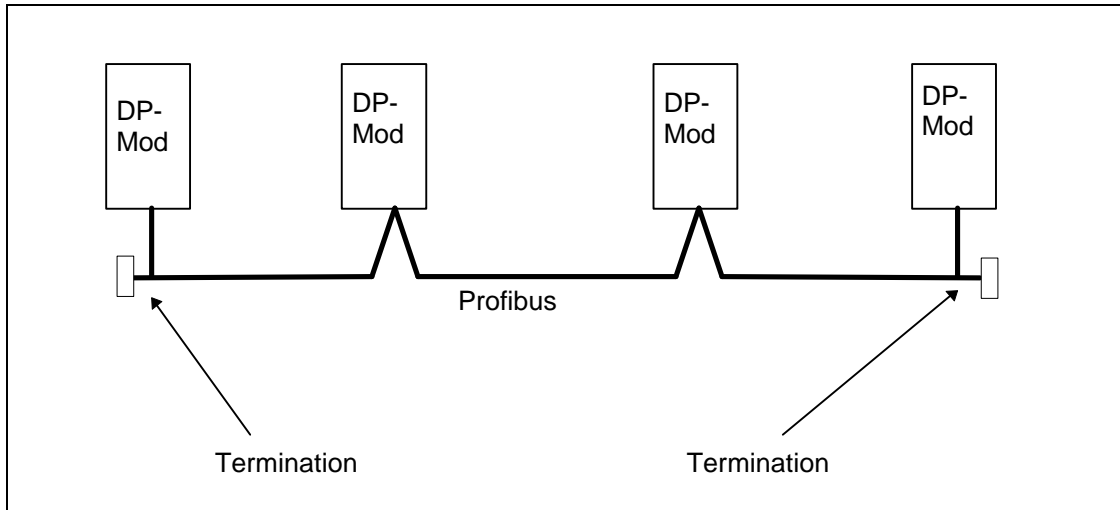 DP-
Mod
DP-
Mod
DP-
Mod
DP-
Mod
Profibus
Termination
Termination